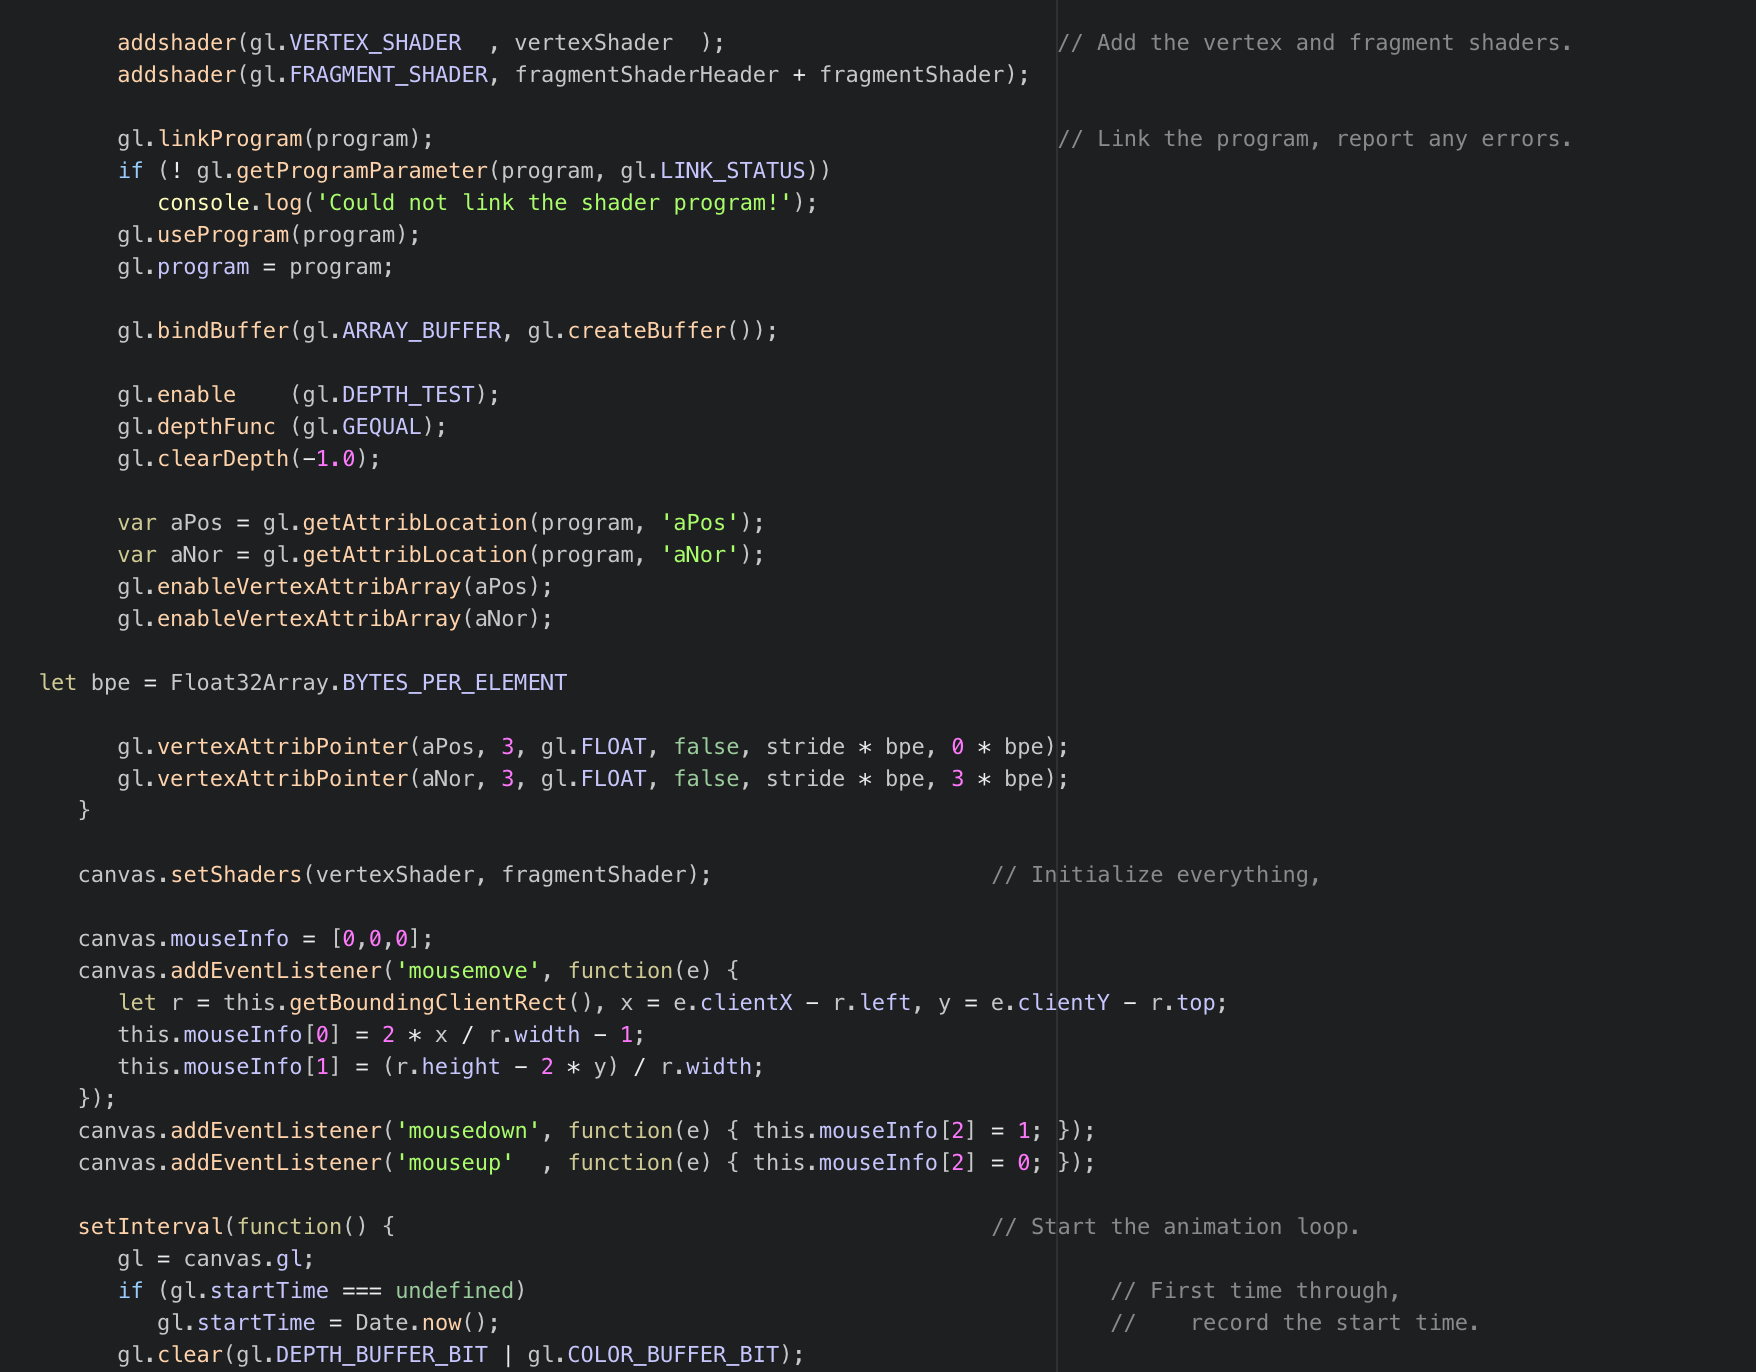 addshader(gl.VERTEX_SHADER  , vertexShader  );                         // Add the vertex and fragment shaders.
addshader(gl.FRAGMENT_SHADER, fragmentShaderHeader + fragmentShader);
gl.linkProgram(program);                                               // Link the program, report any errors.
if (! gl.getProgramParameter(program, gl.LINK_STATUS))
console.log('Could not link the shader program!');
gl.useProgram(program);
gl.program = program;
gl.bindBuffer(gl.ARRAY_BUFFER, gl.createBuffer());
gl.enable    (gl.DEPTH_TEST);
gl.depthFunc (gl.GEQUAL);
gl.clearDepth(-1.0);
var aPos = gl.getAttribLocation(program, 'aPos');
var aNor = gl.getAttribLocation(program, 'aNor');
gl.enableVertexAttribArray(aPos);
gl.enableVertexAttribArray(aNor);
let bpe = Float32Array.BYTES_PER_ELEMENT
gl.vertexAttribPointer(aPos, 3, gl.FLOAT, false, stride * bpe, 0 * bpe);
gl.vertexAttribPointer(aNor, 3, gl.FLOAT, false, stride * bpe, 3 * bpe);
}
canvas.setShaders(vertexShader, fragmentShader);                     // Initialize everything,
canvas.mouseInfo = [0,0,0];
canvas.addEventListener('mousemove', function(e) {
let r = this.getBoundingClientRect(), x = e.clientX - r.left, y = e.clientY - r.top;
this.mouseInfo[0] = 2 * x / r.width - 1;
this.mouseInfo[1] = (r.height - 2 * y) / r.width;
});
canvas.addEventListener('mousedown', function(e) { this.mouseInfo[2] = 1; });
canvas.addEventListener('mouseup'  , function(e) { this.mouseInfo[2] = 0; });
setInterval(function() {                                             // Start the animation loop.
gl = canvas.gl;
if (gl.startTime === undefined)                                            // First time through,
gl.startTime = Date.now();                                              //    record the start time.
gl.clear(gl.DEPTH_BUFFER_BIT | gl.COLOR_BUFFER_BIT);